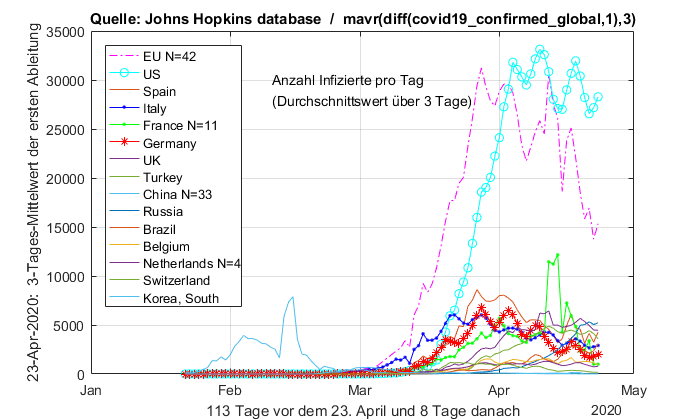 Quelle: Johns Hopkins database / mavr(diff(covid19_confirmed_global,1),3)
35000
30000
25000
20000
15000
10000
5000
0
23-Apr-2020: 3-Tages-Mittelwert der ersten Ableitung
EU N=42
US
Spain
Italy
France N=11
Germany
UK
Turkey
China N=33
Russia
Brazil
Belgium
Netherlands N=4
Switzerland
Korea, South
Anzahl Infizierte pro Tag
(Durchschnittswert über 3 Tage)
Jan
Feb
Mar
Apr
May
113 Tage vor dem 23. April und 8 Tage danach
2020